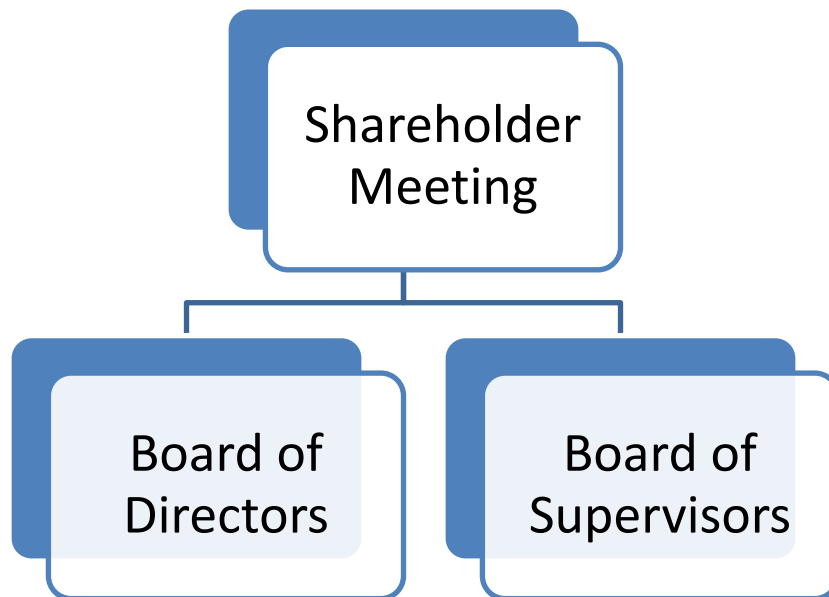 Shareholder
Meeting
Board of
Directors
Board of
Supervisors